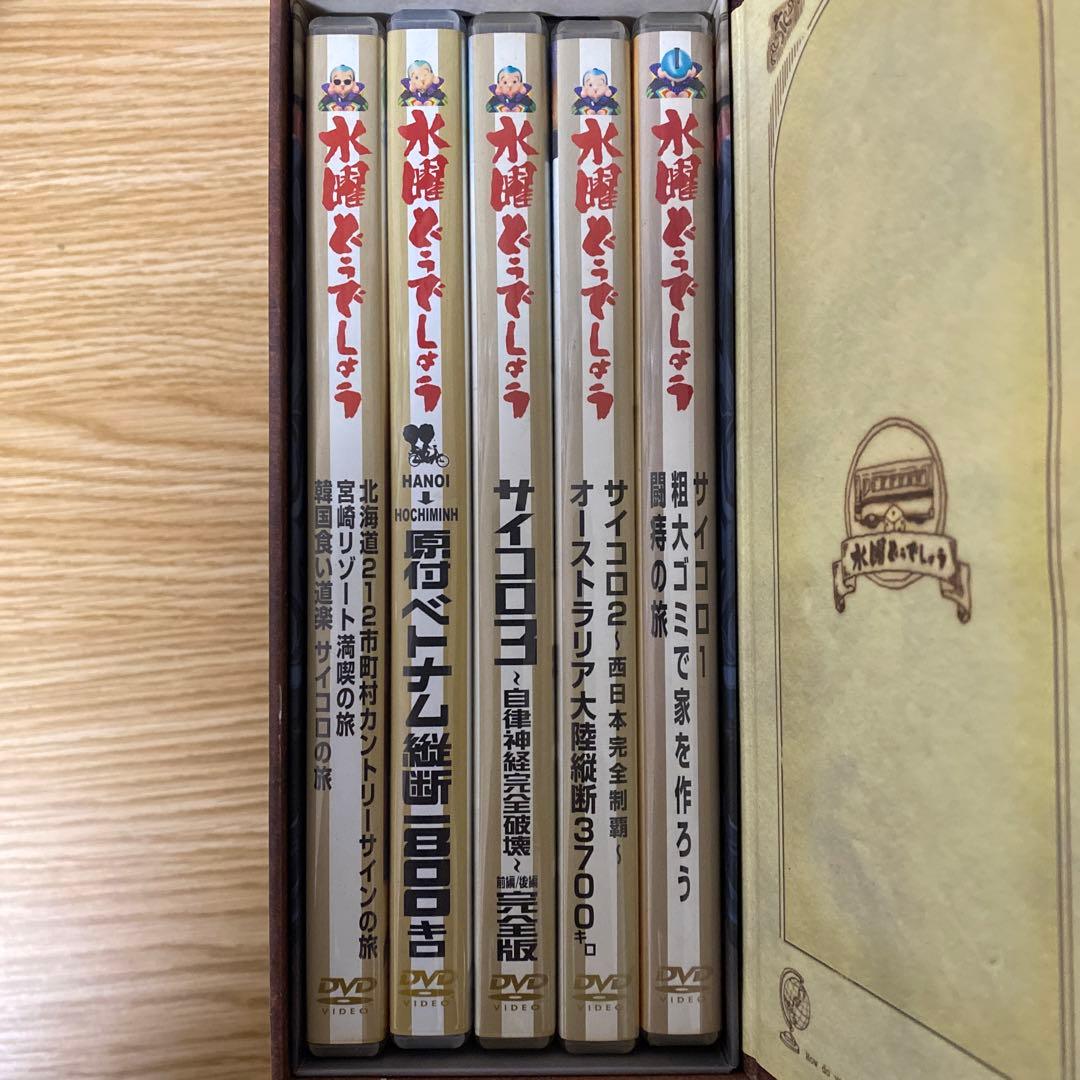 水曜どうでしょう
北海道212市町村カントリーサインの旅
宮崎リゾート満喫の旅
韓国食い道楽 サイコロの旅
DVD
VIDEO
水曜どうでしょう
HANOI
HOCHIMINH
原付ベトナム縦断1800キロ
DVD
VIDEO
水曜どうでしょう
サイコロ3
～自律神経完全破壊～
前編/後編
完全版
DVD
VIDEO
水曜どうでしょう
サイコロ2～西日本完全制覇～
オーストラリア大陸縦断3700キロ
DVD
VIDEO
水曜どうでしょう
サイコロ1
粗大ゴミで家を作ろう
闘痔の旅
DVD
VIDEO
水曜どうでしょう